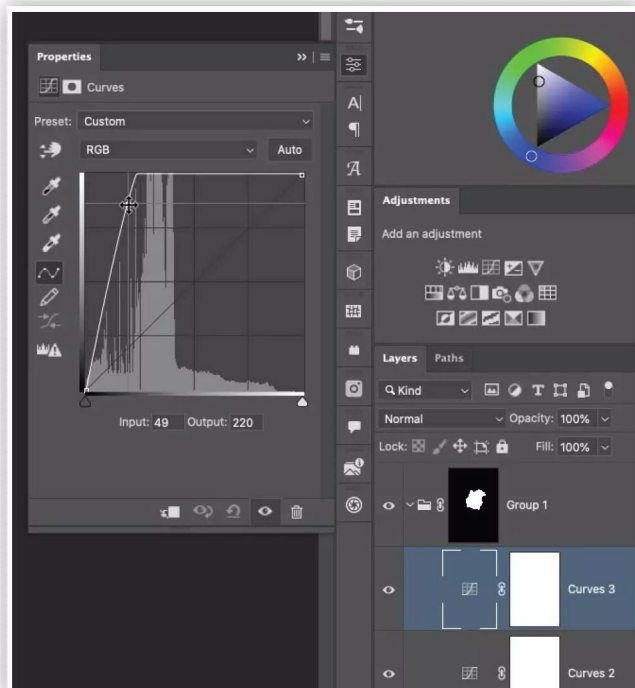 Properties
Curves
Preset: Custom
RGB Auto
Input: 49 Output: 220
A|
A
Adjustments
Add an adjustment
Layers Paths
Kind
T
Normal Opacity: 100%
Lock: Fill: 100%
Group 1
Curves 3
Curves 2